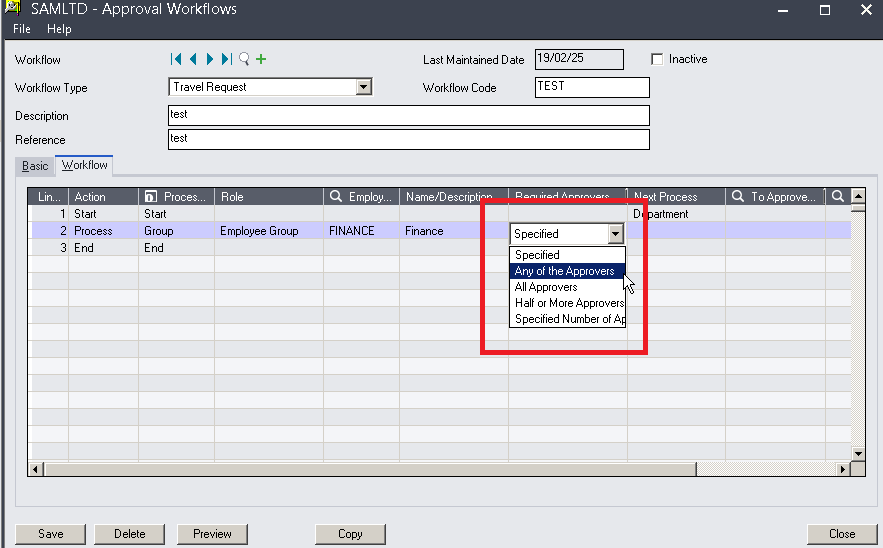 SAMLTD - Approval Workflows
File Help
Workflow Last Maintained Date 19/02/25 Inactive
Workflow Type Travel Request Workflow Code TEST
Description test
Reference test
Basic Workflow
Lin... Action Proces... Role Employ... Name/Description Required Approvers Next Process To Approve...
1 Start Start Department
2 Process Group Employee Group FINANCE Finance Specified
3 End End
Specified
Any of the Approvers
All Approvers
Half or More Approvers
Specified Number of Ap
Save Delete Preview Copy Close